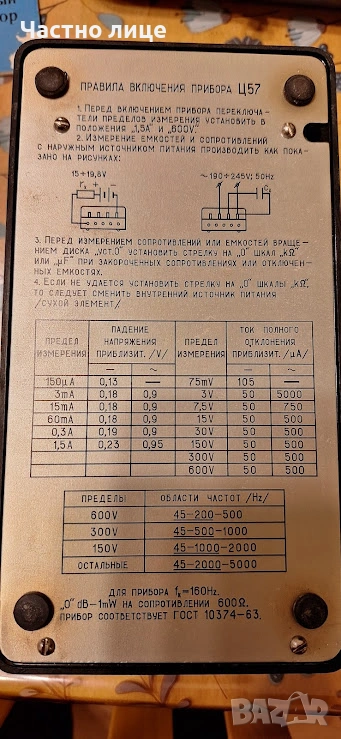 Частно лице
ПРАВИЛА ВКЛЮЧЕНИЯ ПРИБОРА Ц57
1. ПЕРЕД ВКЛЮЧЕНИЕМ ПРИБОРА ПЕРЕКЛЮЧА-
ТЕЛИ ПРЕДЕЛОВ ИЗМЕРЕНИЯ УСТАНОВИТЬ В
ПОЛОЖЕНИЯ „1,5А" И „600V".
2. ИЗМЕРЕНИЕ ЕМКОСТЕЙ И СОПРОТИВЛЕНИЙ
С НАРУЖНЫМ ИСТОЧНИКОМ ПИТАНИЯ ПРОИЗВОДИТЬ КАК ПОКА-
ЗАНО НА РИСУНКАХ:
15÷19,8V ~190÷245V; 50Hz
rx Cx
3. ПЕРЕД ИЗМЕРЕНИЕМ СОПРОТИВЛЕНИЙ ИЛИ ЕМКОСТЕЙ ВРАЩЕ-
НИЕМ ДИСКА „УСТ.0" УСТАНОВИТЬ СТРЕЛКУ НА „0" ШКАЛ „кΩ"
ИЛИ „μF" ПРИ ЗАКОРОЧЕННЫХ СОПРОТИВЛЕНИЯХ ИЛИ ОТКЛЮЧЕН-
НЫХ ЕМКОСТЯХ.
4. ЕСЛИ НЕ УДАЕТСЯ УСТАНОВИТЬ СТРЕЛКУ НА „0" ШКАЛЫ „кΩ",
ТО СЛЕДУЕТ СМЕНИТЬ ВНУТРЕННИЙ ИСТОЧНИК ПИТАНИЯ
/СУХОЙ ЭЛЕМЕНТ/
ПРЕДЕЛ ИЗМЕРЕНИЯ ПАДЕНИЕ НАПРЯЖЕНИЯ ПРИБЛИЗИТ. /V/ ПРЕДЕЛ ИЗМЕРЕНИЯ ТОК ПОЛНОГО ОТКЛОНЕНИЯ ПРИБЛИЗИТ. /μA/
— ~ — ~
150μA 0,13 — 75mV 105 —
3mA 0,18 0,9 3V 50 5000
15mA 0,18 0,9 7,5V 50 750
60mA 0,18 0,9 15V 50 500
0,3A 0,19 0,9 30V 50 500
1,5A 0,23 0,95 150V 50 500
300V 50 500
600V 50 500
ПРЕДЕЛЫ ОБЛАСТИ ЧАСТОТ /Hz/
600V 45-200-500
300V 45-500-1000
150V 45-1000-2000
ОСТАЛЬНЫЕ 45-2000-5000
ДЛЯ ПРИБОРА fв=160Hz.
„0" dB-1mW НА СОПРОТИВЛЕНИИ 600Ω.
ПРИБОР СООТВЕТСТВУЕТ ГОСТ 10374-63.
BAZAR